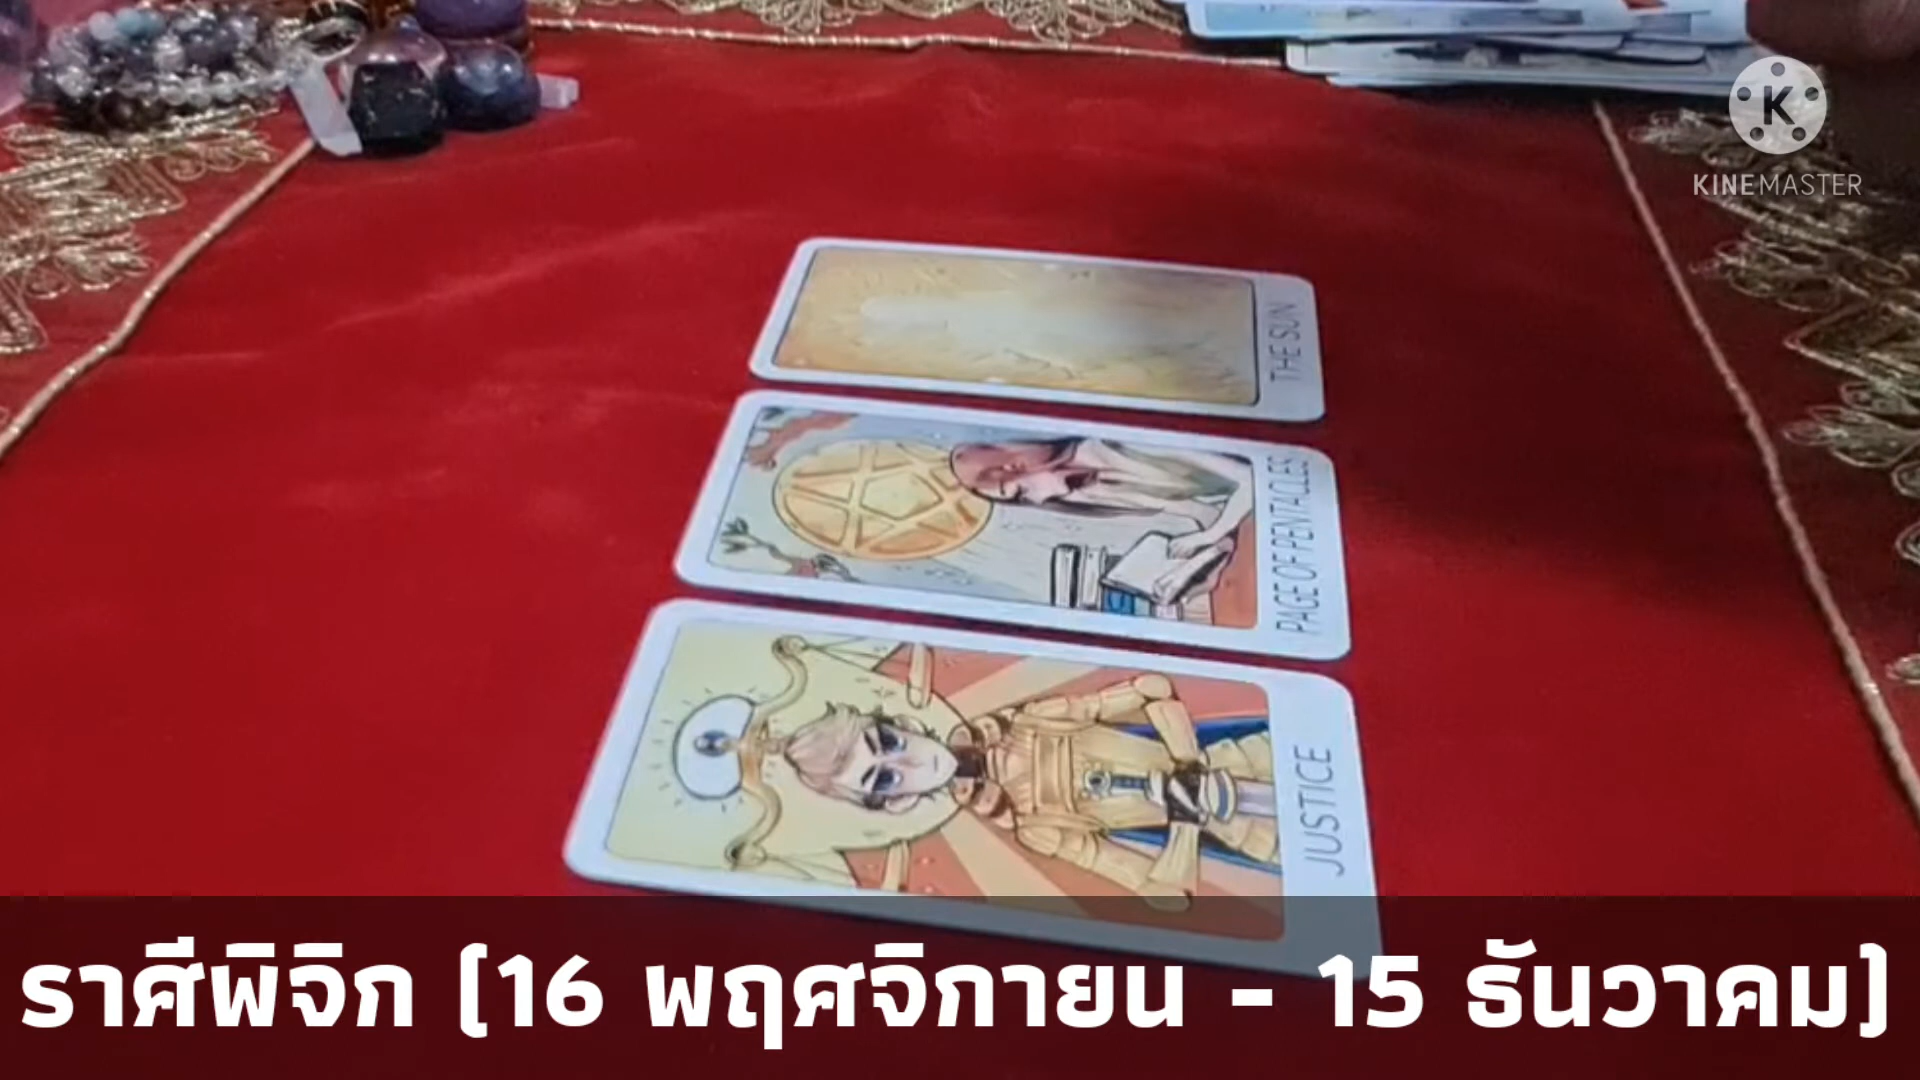 KINEMASTER
THE SUN
PAGE OF PENTACLES
JUSTICE
ราศีพิจิก (16 พฤศจิกายน - 15 ธันวาคม)